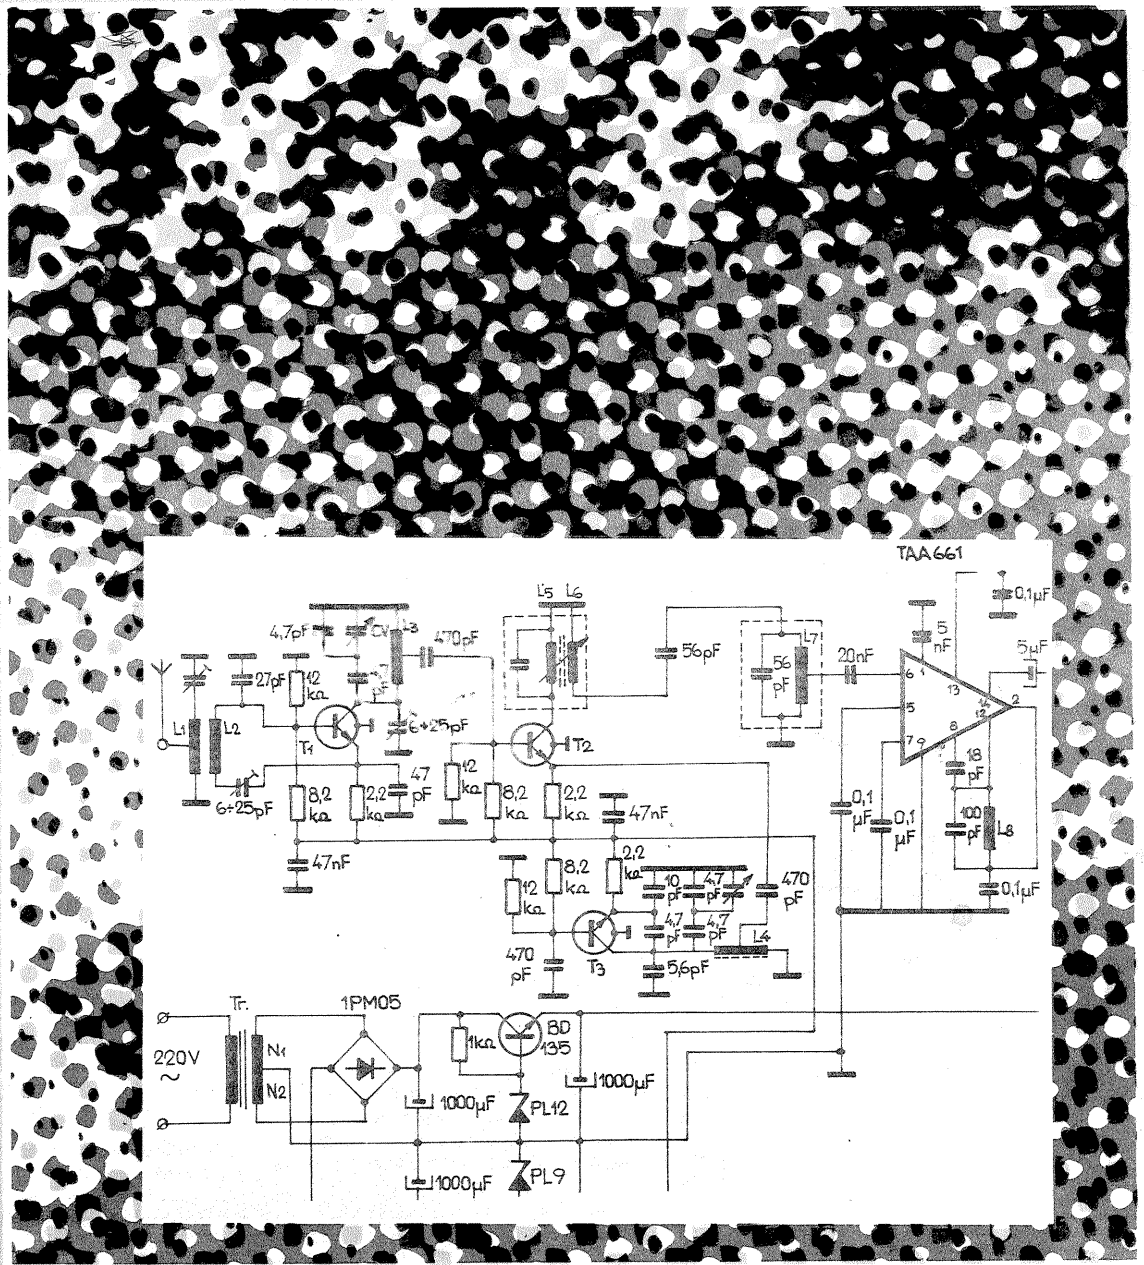 TAA661
L5 L6
0,1µF
4,7pF
CV
L3
470pF
5
nF
5µF
56pF
L7
56
pF
20nF
6
1
13
14
2
12
5
8
7
9
27pF
12
kΩ
pF
6÷25pF
L1
L2
T1
T2
18
pF
6÷25pF
8,2
kΩ
2,2
kΩ
47
pF
12
kΩ
8,2
kΩ
2,2
kΩ
47nF
0,1
µF
0,1
µF
100
pF
L8
47nF
12
kΩ
8,2
kΩ
2,2
kΩ
10
pF
4,7
pF
470
pF
0,1µF
4,7
pF
4,7
pF
L4
T3
470
pF
5,6pF
Tr.
1PM05
220V
~
N1
N2
1kΩ
BD
135
1000µF
PL12
1000µF
1000µF
PL9